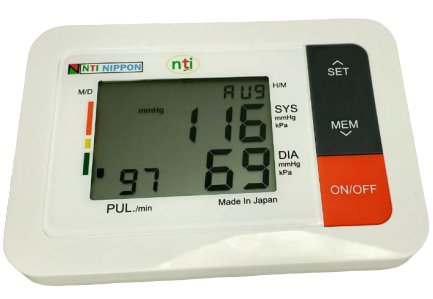 NTI NIPPON
nti
M/D
AUG
H/M
SET
mmHg
116
SYS
mmHg
kPa
MEM
69
DIA
mmHg
kPa
97
ON/OFF
PUL./min
Made In Japan